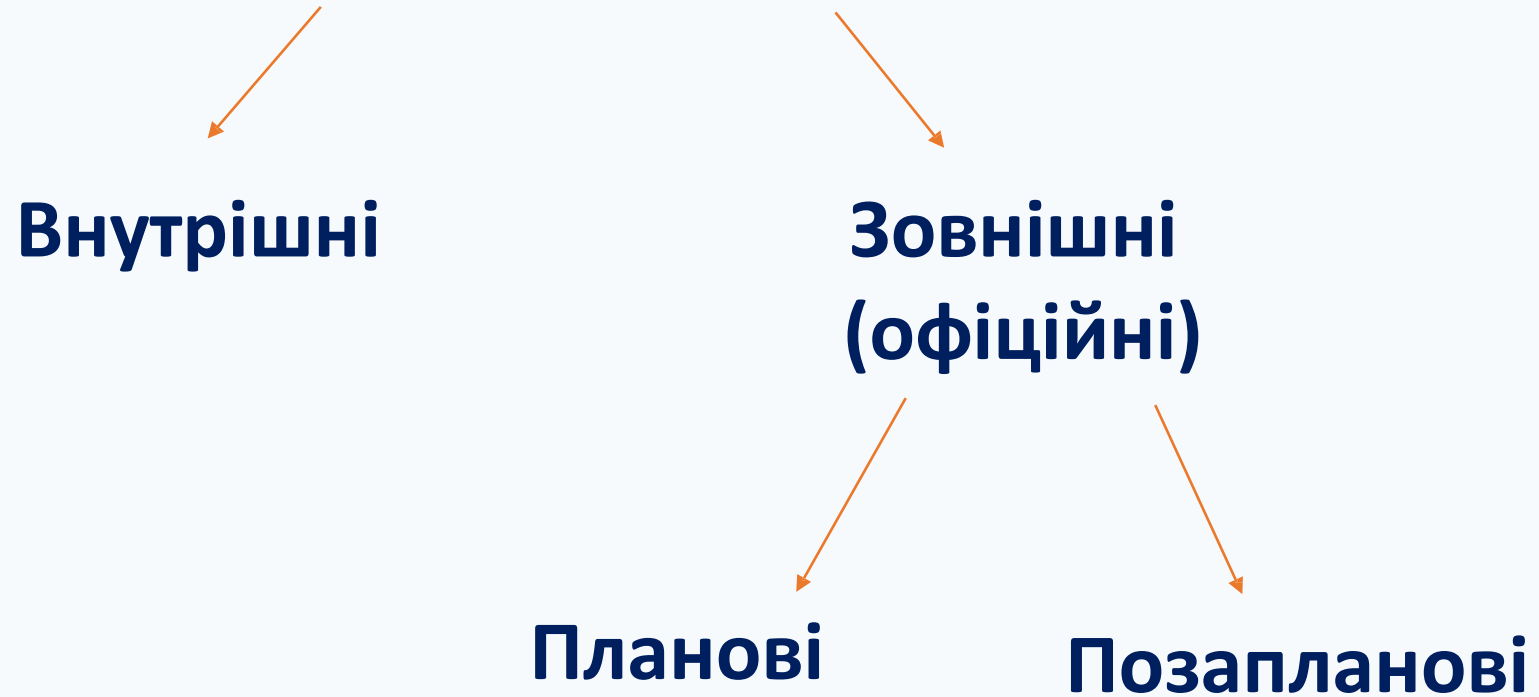 Внутрішні
Зовнішні
(офіційні)
Планові
Позапланові